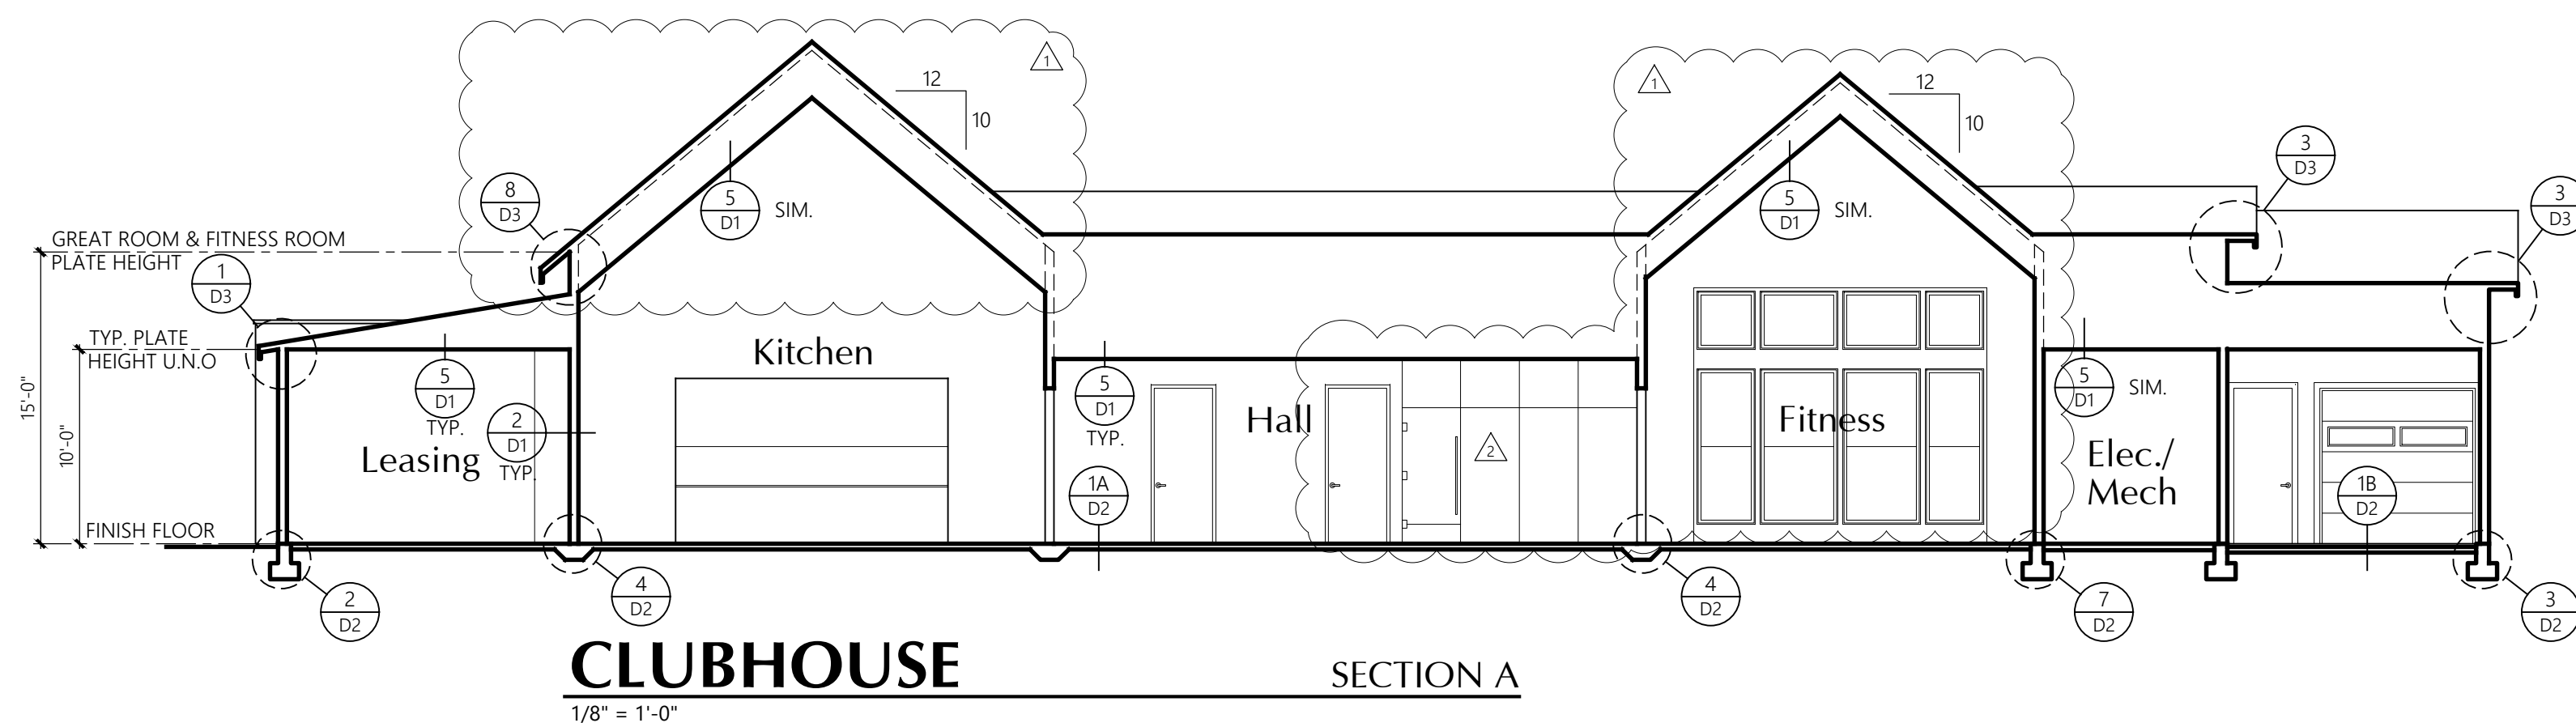 1
12
10
1
12
10
3
D3
3
D3
8
D3
5
D1
SIM.
5
D1
SIM.
GREAT ROOM & FITNESS ROOM
PLATE HEIGHT
1
D3
TYP. PLATE
HEIGHT U.N.O
15'-0"
10'-0"
Kitchen
5
D1
TYP.
2
D1
TYP.
Leasing
5
D1
TYP.
Hall
2
Fitness
5
D1
SIM.
Elec./
Mech
1A
D2
1B
D2
FINISH FLOOR
2
D2
4
D2
4
D2
7
D2
3
D2
CLUBHOUSE
SECTION A
1/8" = 1'-0"